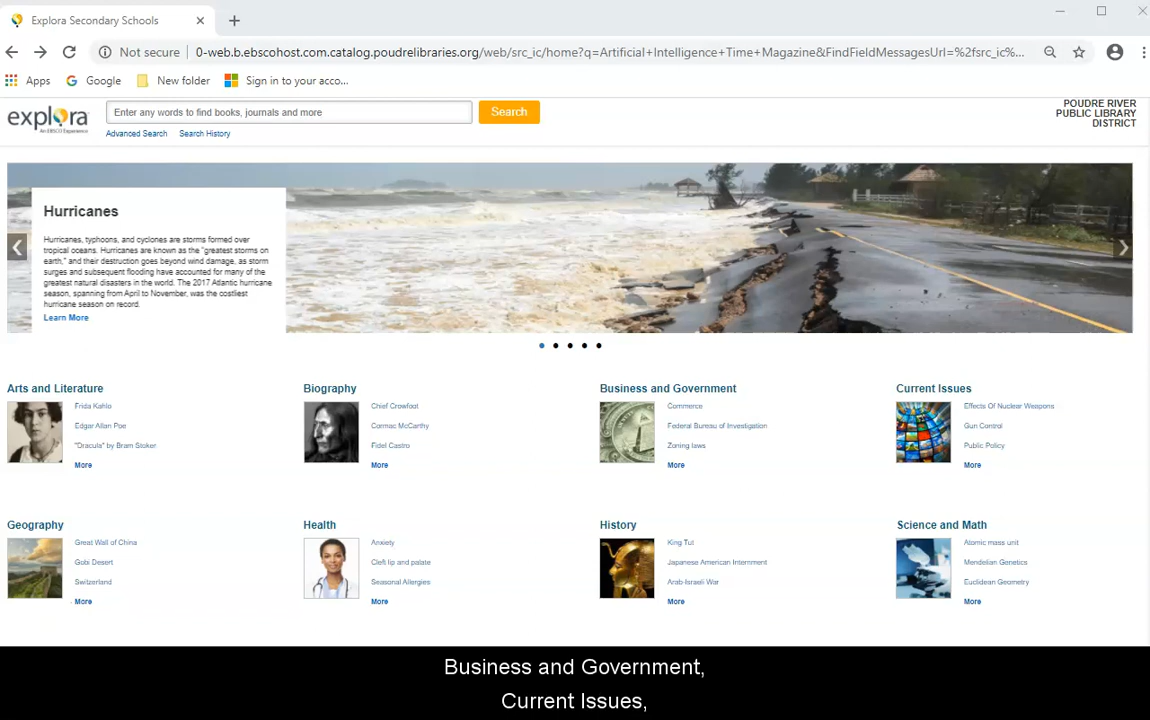 Explora Secondary Schools
Not secure
0-web.b.ebscohost.com.catalog.poudrelibraries.org/web/src_ic/home?q=Artificial+Intelligence+Time+Magazine&FindFieldMessagesUrl=%2fsrc_ic%...
Apps
Google
New folder
Sign in to your acco...
explora
An EBSCO Experience
Enter any words to find books, journals and more
Search
Advanced Search
Search History
POUDRE RIVER
PUBLIC LIBRARY
DISTRICT
Hurricanes
Hurricanes, typhoons, and cyclones are storms formed over
tropical oceans. Hurricanes are known as the "greatest storms on
earth," and their destruction goes beyond wind damage, as storm
surges and subsequent flooding have accounted for many of the
greatest natural disasters in the world. The 2017 Atlantic hurricane
season, spanning from April to November, was the costliest
hurricane season on record.
Learn More
Arts and Literature
Frida Kahlo
Edgar Allan Poe
"Dracula" by Bram Stoker
More
Biography
Chief Crowfoot
Cormac McCarthy
Fidel Castro
More
Business and Government
Commerce
Federal Bureau of Investigation
Zoning laws
More
Current Issues
Effects Of Nuclear Weapons
Gun Control
Public Policy
More
Geography
Great Wall of China
Gobi Desert
Switzerland
More
Health
Anxiety
Cleft lip and palate
Seasonal Allergies
More
History
King Tut
Japanese American Internment
Arab-Israeli War
More
Science and Math
Atomic mass unit
Mendelian Genetics
Euclidean Geometry
More
Business and Government,
Current Issues,